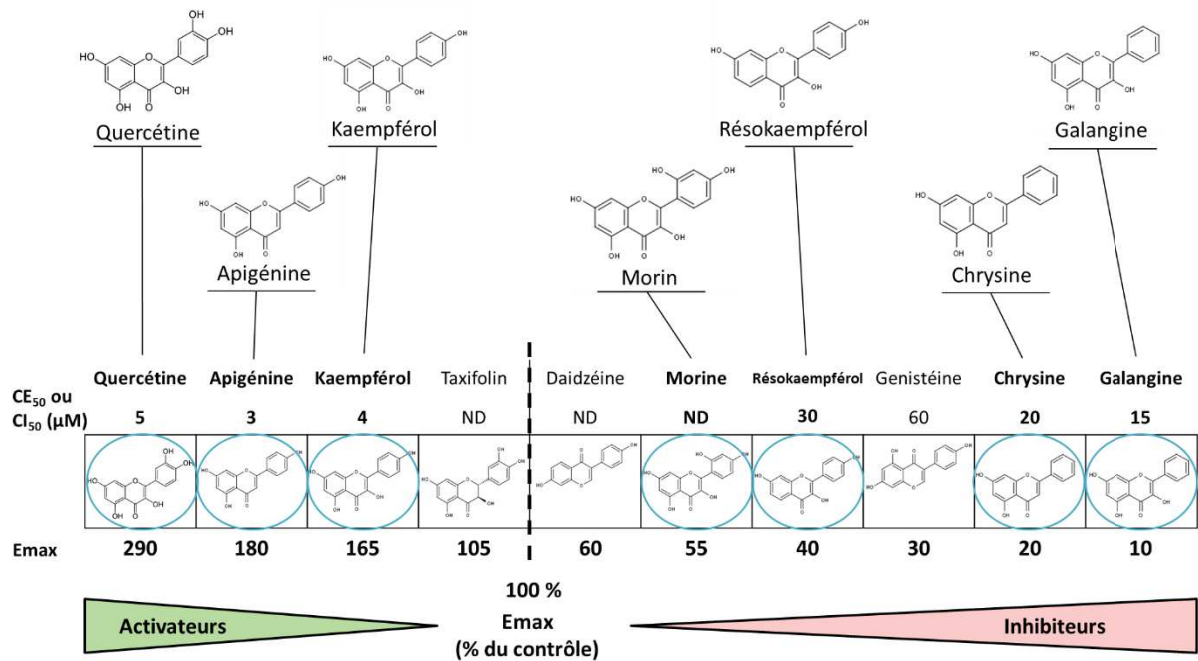 Quercétine
Kaempférol
Résokaempférol
Galangine
Apigénine
Morin
Chrysine
Quercétine Apigénine Kaempférol Taxifolin Daidzéine Morine Résokaempférol Genistéine Chrysine Galangine
CE50 ou
CI50 (µM) 5 3 4 ND ND ND 30 60 20 15
Emax 290 180 165 105 60 55 40 30 20 10
100 %
Activateurs Emax Inhibiteurs
(% du contrôle)